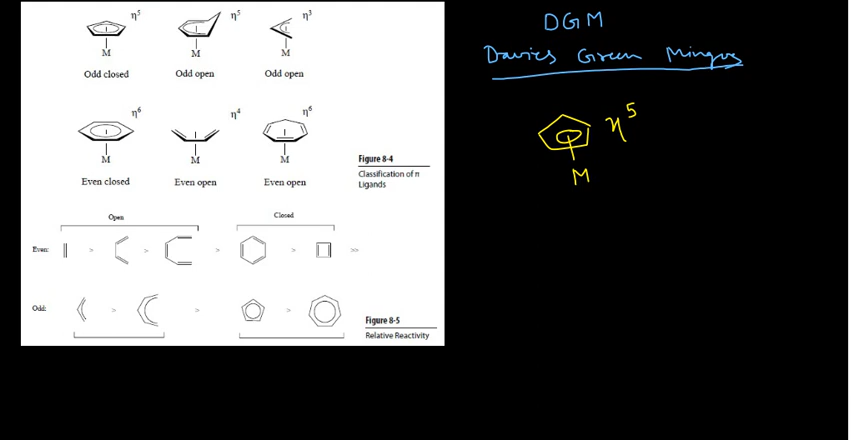 η5 η5 η3
M M M
Odd closed Odd open Odd open
η6 η4 η6
M M M
Even closed Even open Even open
Figure 8-4
Classification of π
Ligands
Open Closed
Even: > > > > >>
Odd: > > >
Figure 8-5
Relative Reactivity
DGM
Davies Green Mingos
η5
M